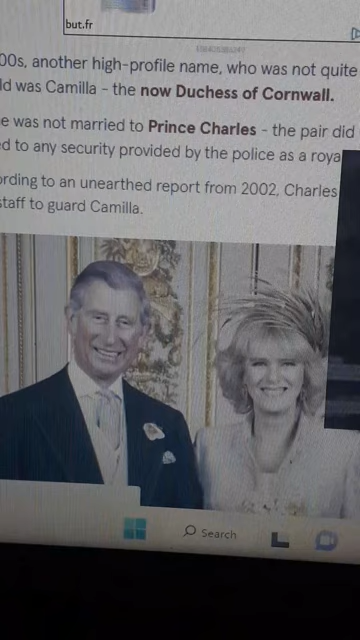 but.fr
00s, another high-profile name, who was not quite
ld was Camilla - the now Duchess of Cornwall.
e was not married to Prince Charles - the pair did
ed to any security provided by the police as a roya
ording to an unearthed report from 2002, Charles
staff to guard Camilla.
Search